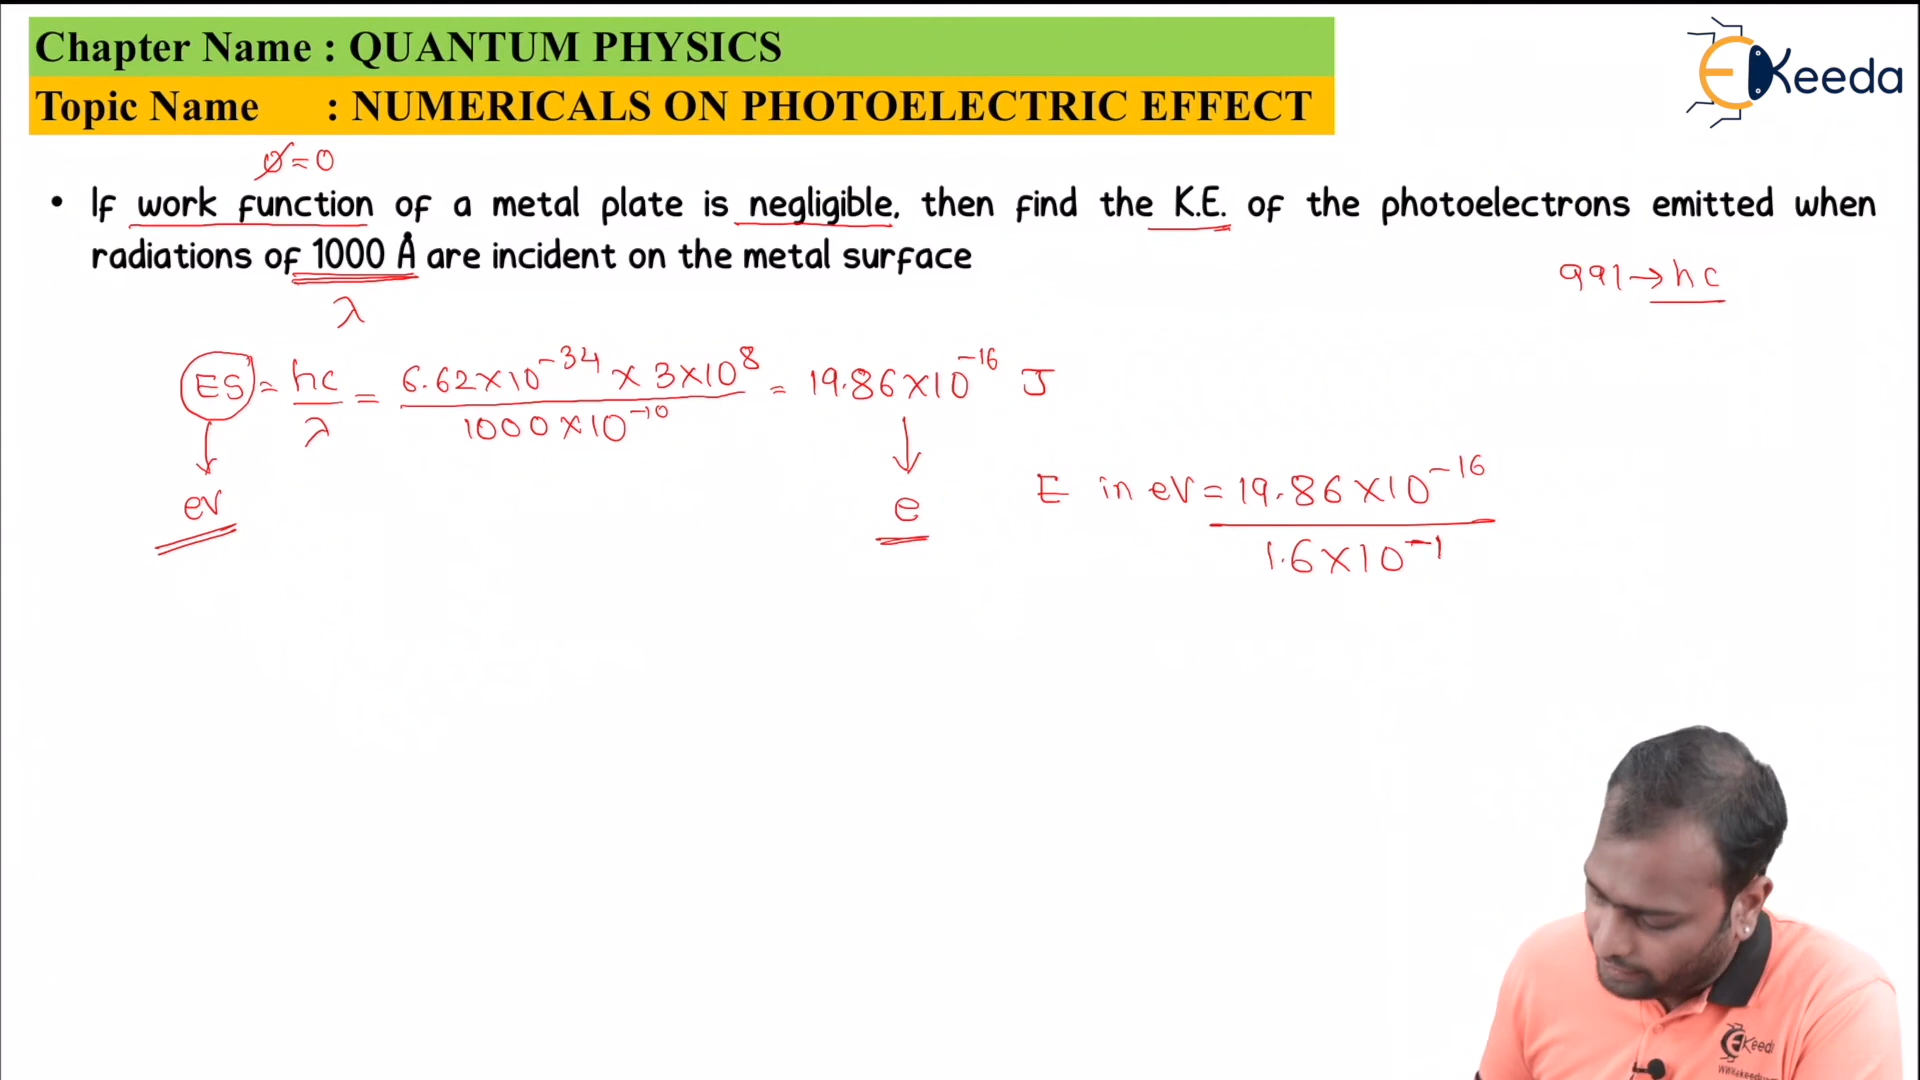 Chapter Name : QUANTUM PHYSICS
Keeda
Topic Name : NUMERICALS ON PHOTOELECTRIC EFFECT
ϕ=0
• If work function of a metal plate is negligible, then find the K.E. of the photoelectrons emitted when
radiations of 1000 Å are incident on the metal surface
λ
991→hc
ES = hc/λ = 6.62×10⁻³⁴ × 3×10⁸ / 1000×10⁻¹⁰ = 19.86×10⁻¹⁶ J
ev
e
E in eV = 19.86×10⁻¹⁶ / 1.6×10⁻¹
Keeda